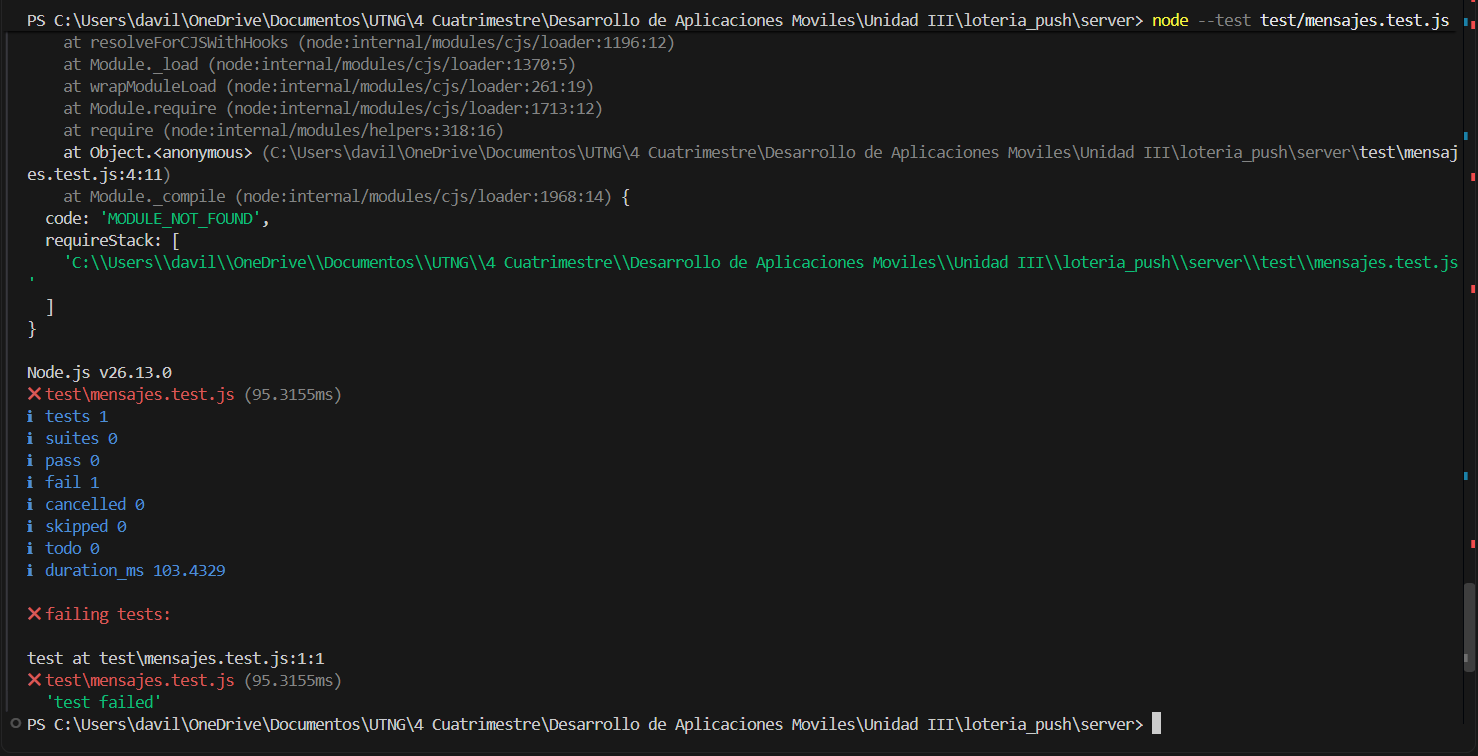 PS C:\Users\davil\OneDrive\Documentos\UTNG\4 Cuatrimestre\Desarrollo de Aplicaciones Moviles\Unidad III\loteria_push\server> node --test test/mensajes.test.js
    at resolveForCJSWithHooks (node:internal/modules/cjs/loader:1196:12)
    at Module._load (node:internal/modules/cjs/loader:1370:5)
    at wrapModuleLoad (node:internal/modules/cjs/loader:261:19)
    at Module.require (node:internal/modules/cjs/loader:1713:12)
    at require (node:internal/modules/helpers:318:16)
    at Object.<anonymous> (C:\Users\davil\OneDrive\Documentos\UTNG\4 Cuatrimestre\Desarrollo de Aplicaciones Moviles\Unidad III\loteria_push\server\test\mensaj
es.test.js:4:11)
    at Module._compile (node:internal/modules/cjs/loader:1968:14) {
  code: 'MODULE_NOT_FOUND',
  requireStack: [
    'C:\\Users\\davil\\OneDrive\\Documentos\\UTNG\\4 Cuatrimestre\\Desarrollo de Aplicaciones Moviles\\Unidad III\\loteria_push\\server\\test\\mensajes.test.js
'
  ]
}
Node.js v26.13.0
❌ test\mensajes.test.js (95.3155ms)
ℹ tests 1
ℹ suites 0
ℹ pass 0
ℹ fail 1
ℹ cancelled 0
ℹ skipped 0
ℹ todo 0
ℹ duration_ms 103.4329
❌ failing tests:
test at test\mensajes.test.js:1:1
❌ test\mensajes.test.js (95.3155ms)
  'test failed'
PS C:\Users\davil\OneDrive\Documentos\UTNG\4 Cuatrimestre\Desarrollo de Aplicaciones Moviles\Unidad III\loteria_push\server>